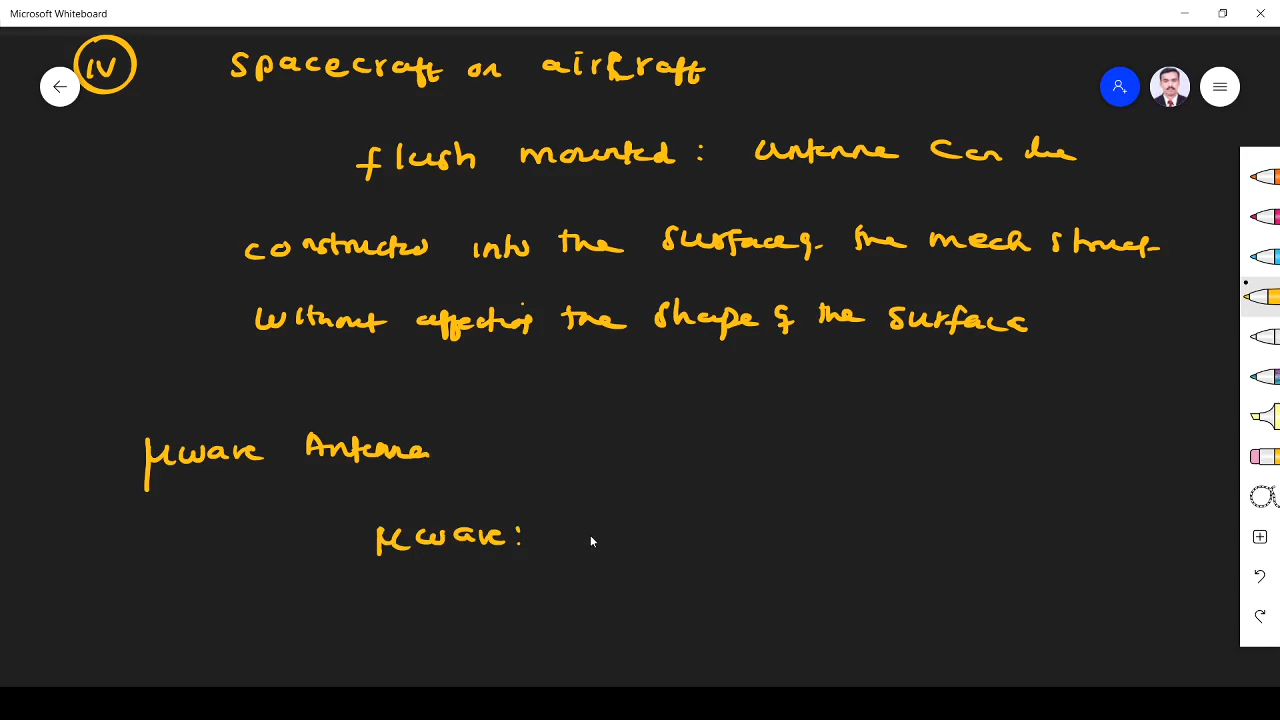 Microsoft Whiteboard
IV spacecraft on aircraft
flush mounted: antenna can be
constructed into the surface of the mech struct
without affecting the shape of the surface
μwave Antenna
μwave: